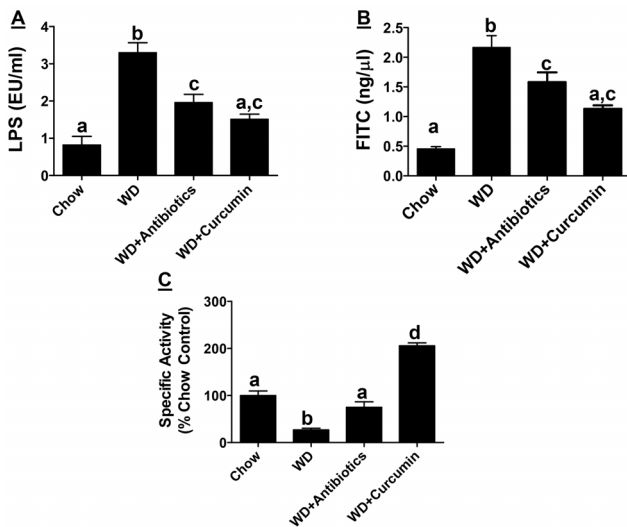 A
LPS (EU/ml)
4
3
2
1
0
a
b
c
a,c
Chow
WD
WD+Antibiotics
WD+Curcumin
B
FITC (ng/µl)
2.5
2.0
1.5
1.0
0.5
0.0
a
b
c
a,c
Chow
WD
WD+Antibiotics
WD+Curcumin
C
Specific Activity
(% Chow Control)
300
200
100
0
a
b
a
d
Chow
WD
WD+Antibiotics
WD+Curcumin